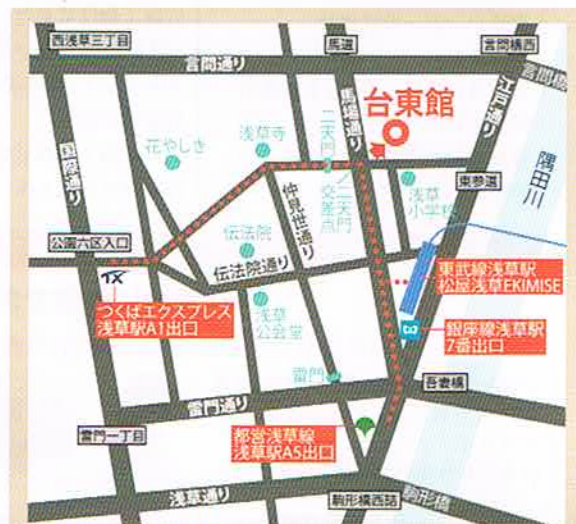 西浅草三丁目
馬道
言問橋西
言問通り
言問橋
江戸通り
台東館
馬場通り
国際通り
花やしき
浅草寺
二天門
二天門
交差点
浅草
小学校
東参道
隅田川
仲見世通り
伝法院
伝法院通り
公園六区入口
TX
つくばエクスプレス
浅草駅A1出口
浅草
公会堂
東武線浅草駅
松屋浅草EKIMISE
銀座線浅草駅
7番出口
雷門
吾妻橋
雷門通り
雷門一丁目
都営浅草線
浅草駅A5出口
浅草通り
駒形橋西詰
駒形橋